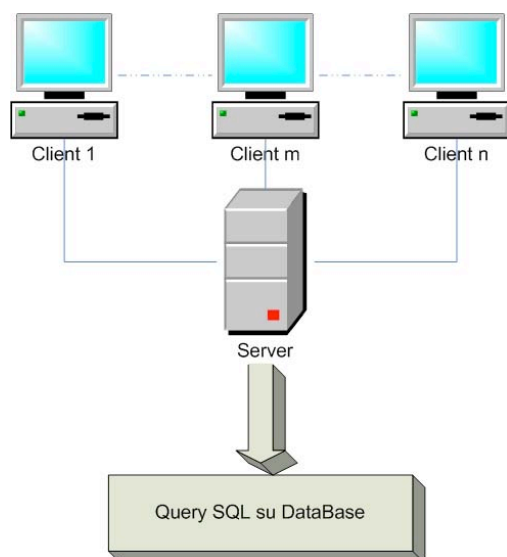 Client 1
Client m
Client n
Server
Query SQL su DataBase